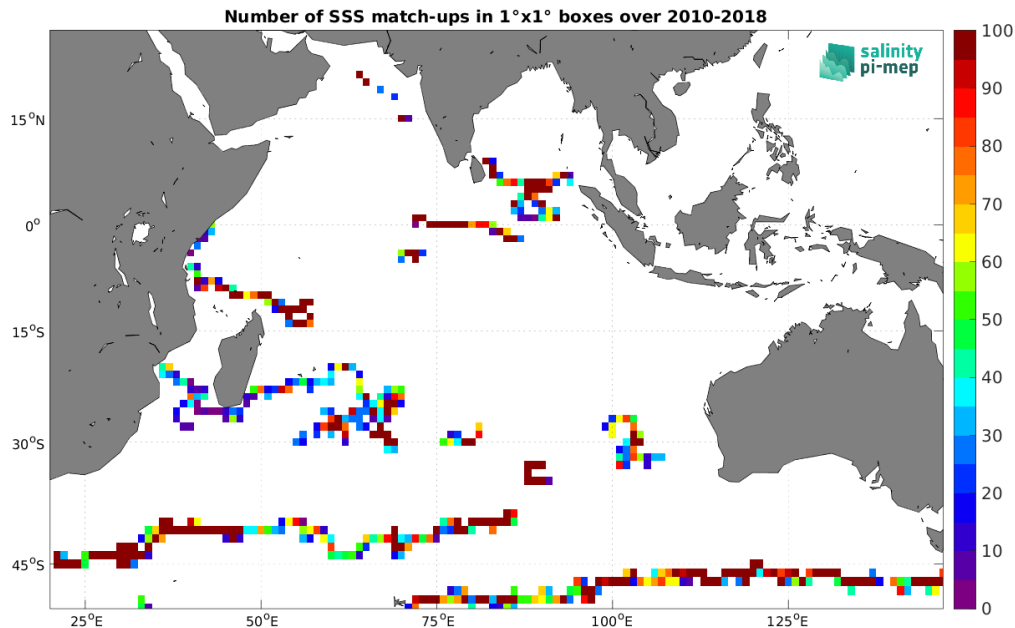 Number of SSS match-ups in 1°x1° boxes over 2010-2018
salinity
pi-mep
15°N
0°
15°S
30°S
45°S
25°E
50°E
75°E
100°E
125°E
100
90
80
70
60
50
40
30
20
10
0